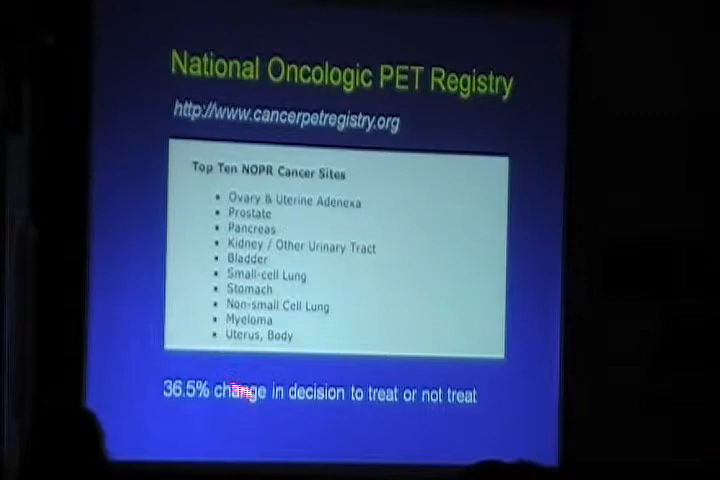 National Oncologic PET Registry
http://www.cancerpetregistry.org
Top Ten NOPR Cancer Sites
• Ovary & Uterine Adenexa
• Prostate
• Pancreas
• Kidney / Other Urinary Tract
• Bladder
• Small-cell Lung
• Stomach
• Non-small Cell Lung
• Myeloma
• Uterus, Body
36.5% change in decision to treat or not treat